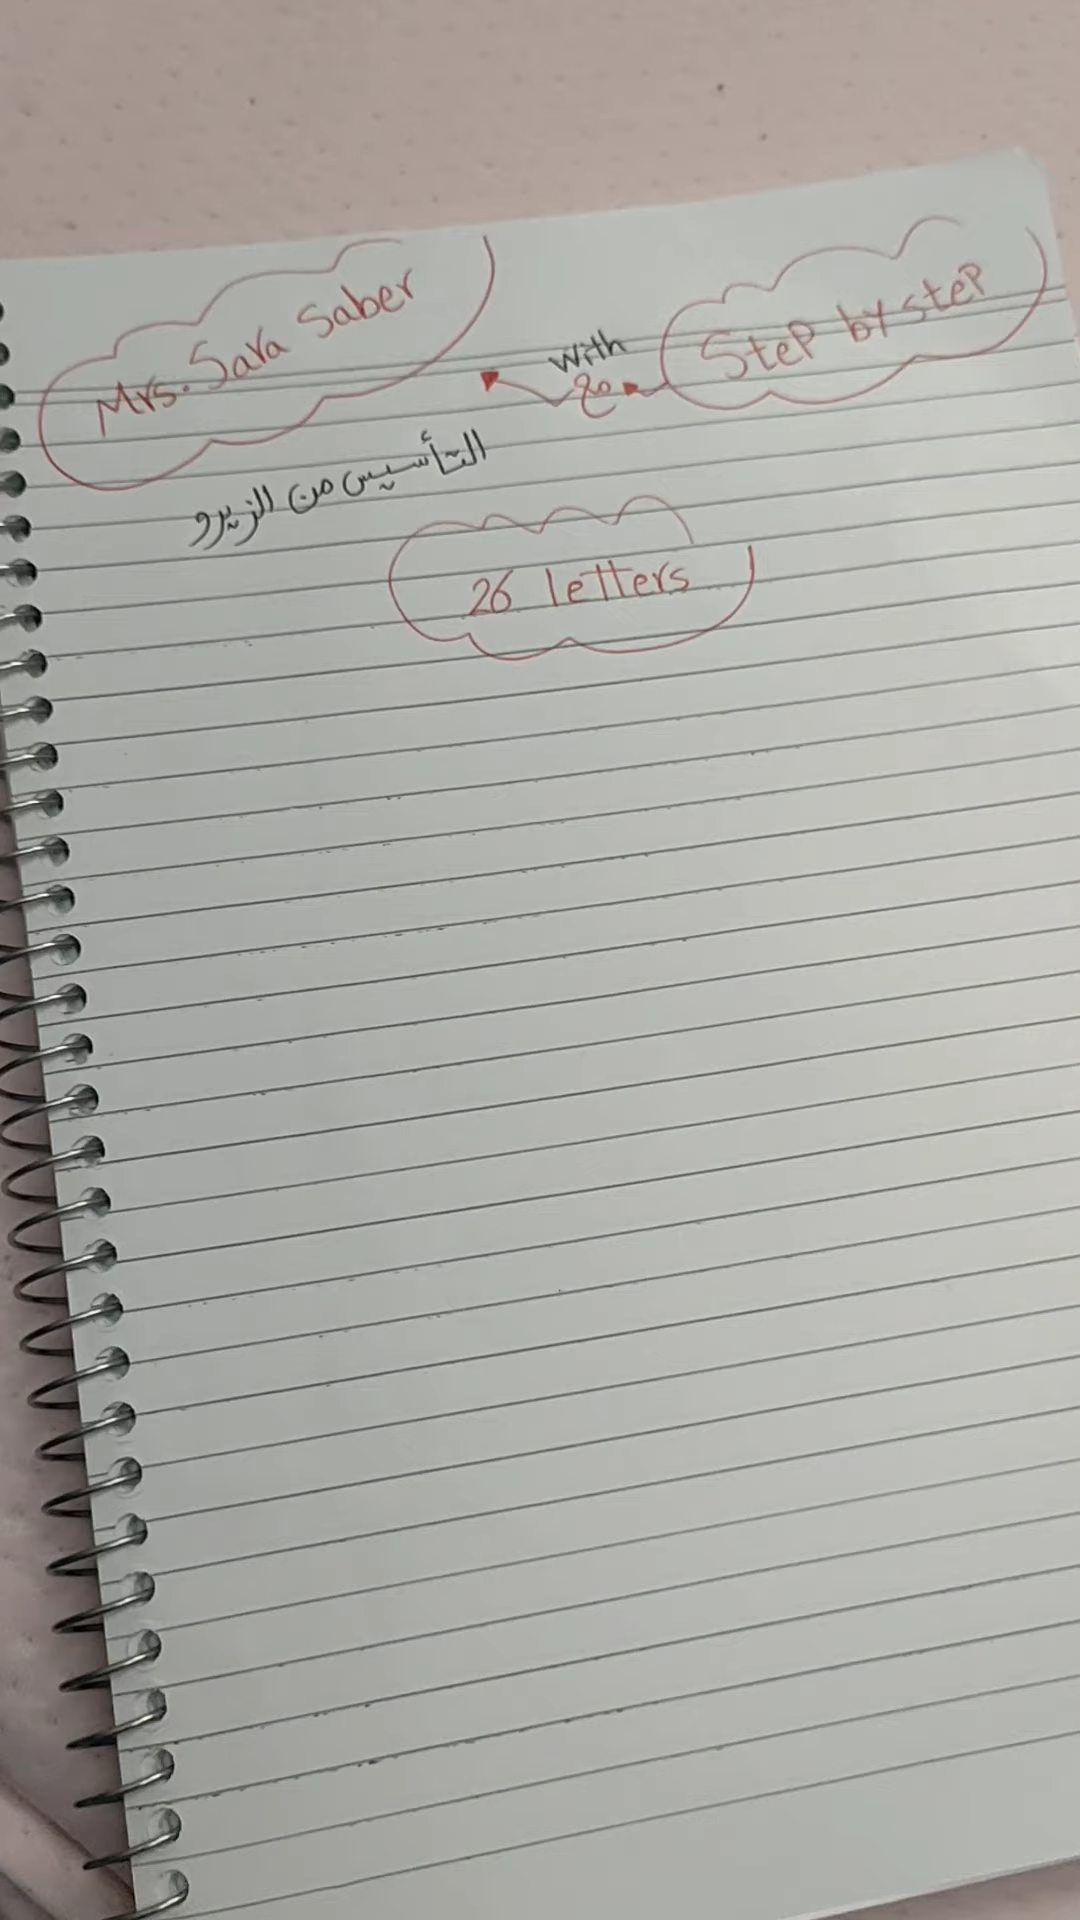 Mrs. Sara Saber
with
مع
Step by step
التأسيس من الزيرو
26 letters